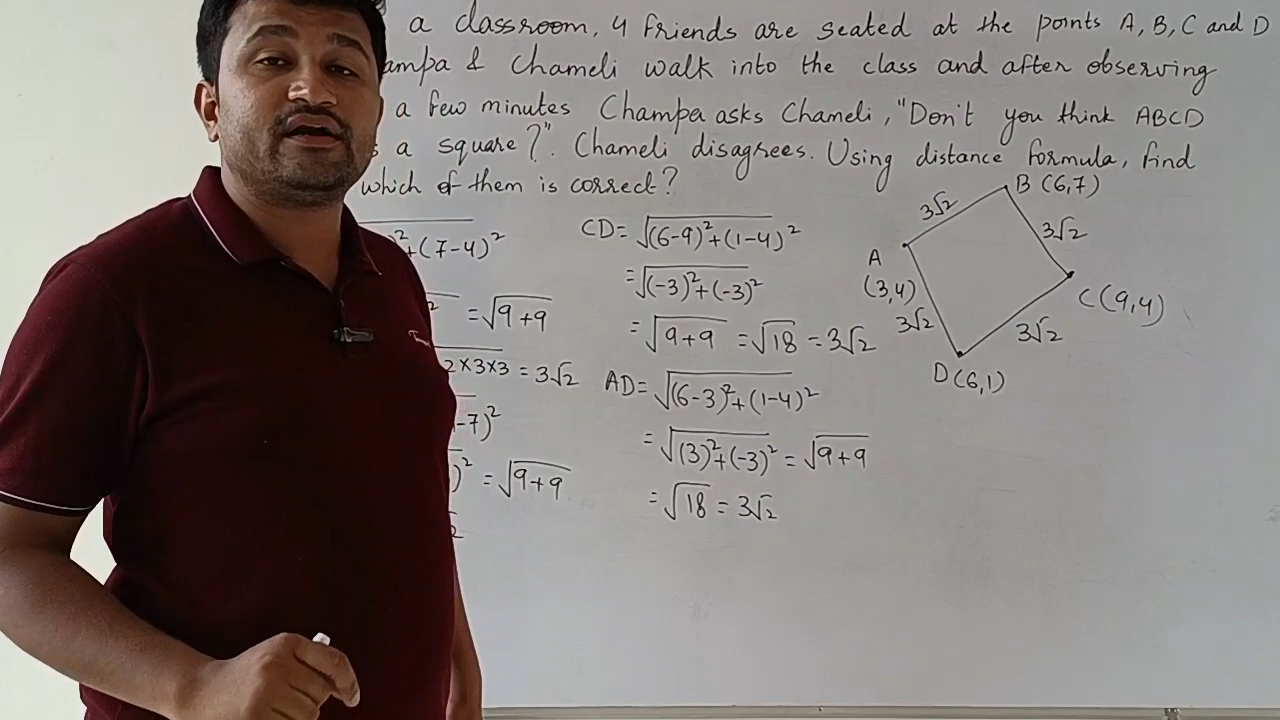 a classroom, 4 friends are seated at the points A, B, C and D
ampa & Chameli walk into the class and after observing
a few minutes Champa asks Chameli, "Don't you think ABCD
s a square?". Chameli disagrees. Using distance formula, find
which of them is correct?
)²+(7-4)²
² =√9+9
2×3×3 = 3√2
-7)²
)² =√9+9
2
CD=√(6-9)²+(1-4)²
=√(-3)²+(-3)²
=√9+9 =√18 =3√2
AD=√(6-3)²+(1-4)²
=√(3)²+(-3)² =√9+9
=√18 =3√2
B (6,7)
3√2
3√2
A
(3,4)
C(9,4)
3√2
3√2
D(6,1)